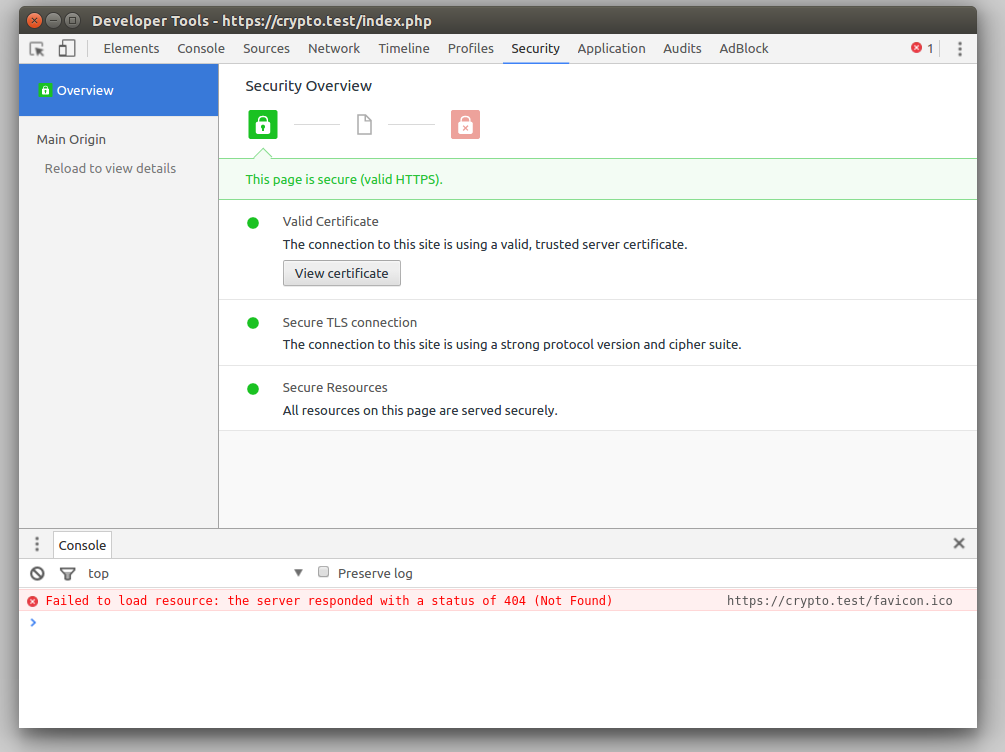 Developer Tools - https://crypto.test/index.php
Elements Console Sources Network Timeline Profiles Security Application Audits AdBlock 1
Overview
Main Origin
Reload to view details
Security Overview
This page is secure (valid HTTPS).
Valid Certificate
The connection to this site is using a valid, trusted server certificate.
View certificate
Secure TLS connection
The connection to this site is using a strong protocol version and cipher suite.
Secure Resources
All resources on this page are served securely.
Console
top Preserve log
Failed to load resource: the server responded with a status of 404 (Not Found) https://crypto.test/favicon.ico